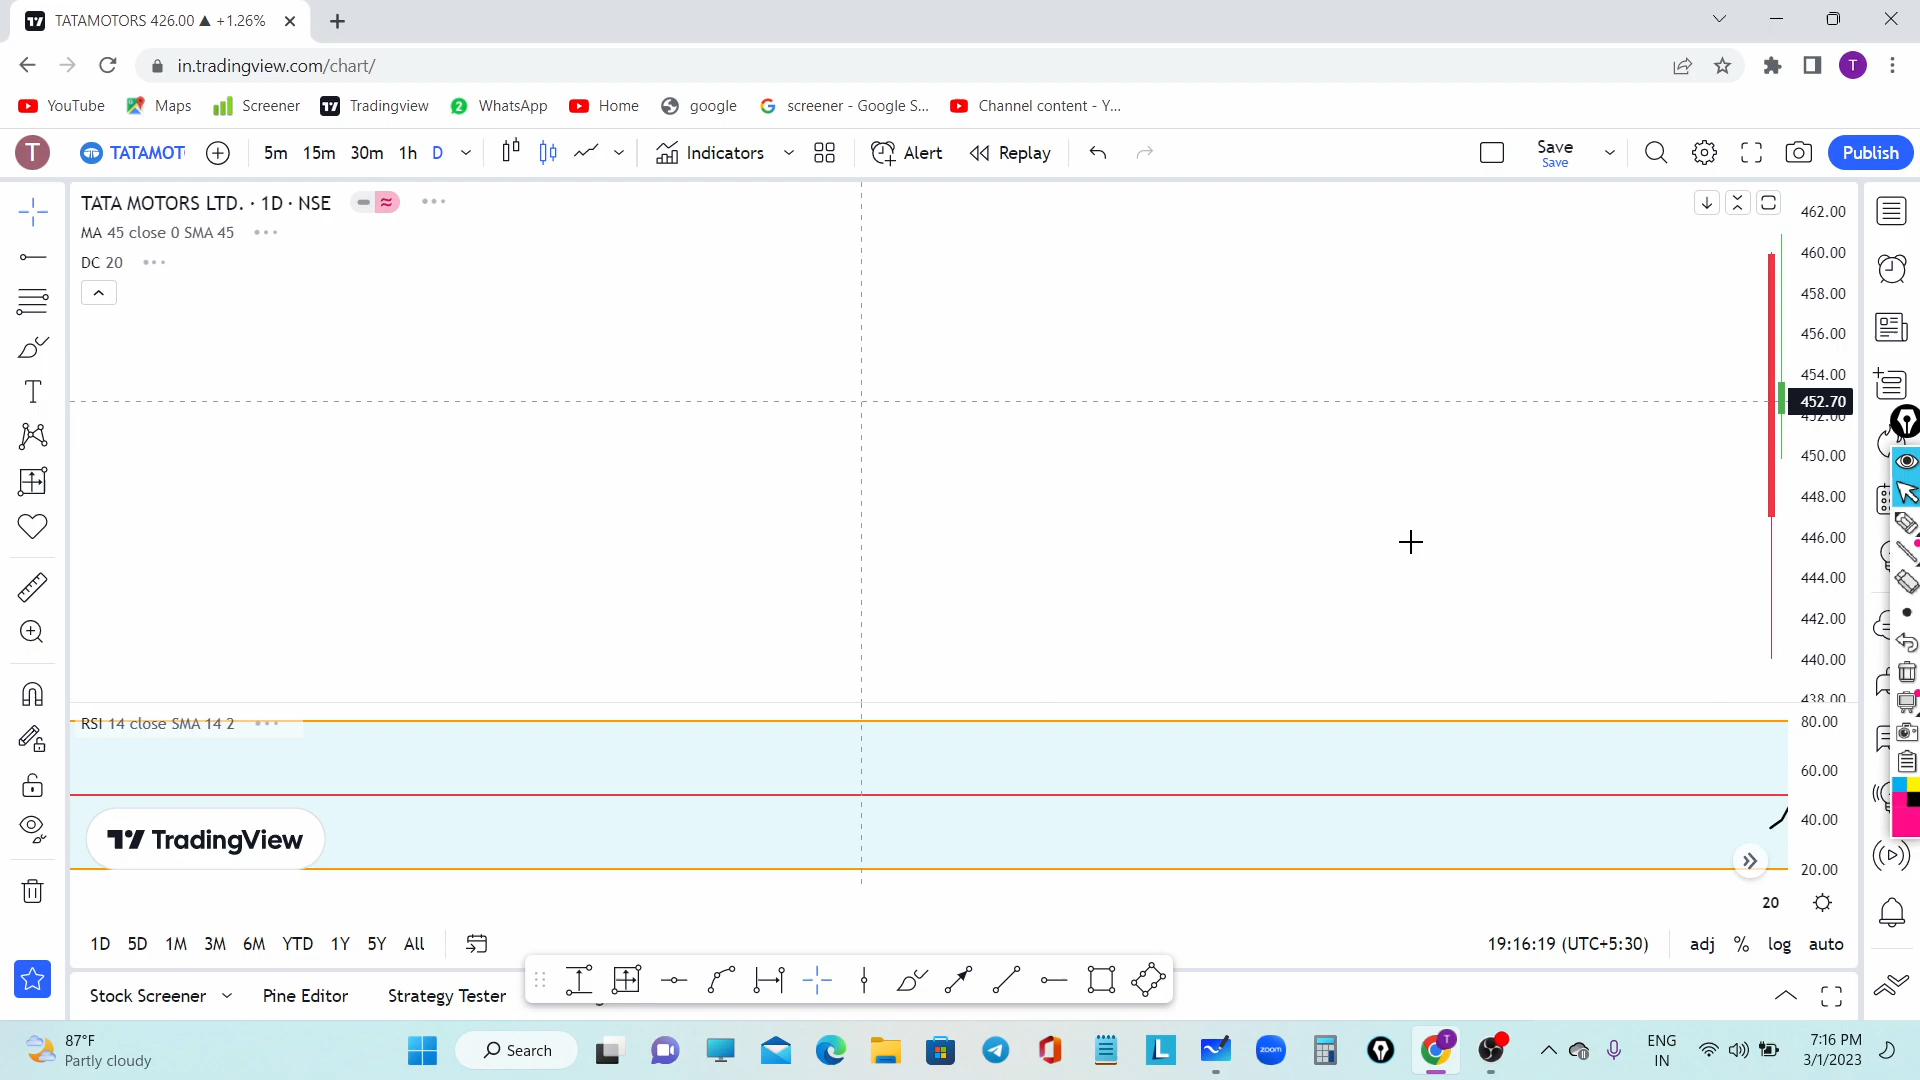 TATAMOTORS 426.00 ▲ +1.26%
in.tradingview.com/chart/
T
YouTube Maps Screener Tradingview 2 WhatsApp Home google screener - Google S... Channel content - Y...
T TATAMOT 5m 15m 30m 1h D Indicators Alert Replay Save Save Publish
TATA MOTORS LTD. · 1D · NSE
MA 45 close 0 SMA 45
DC 20
462.00
460.00
458.00
456.00
454.00
452.70
452.00
450.00
448.00
446.00
444.00
442.00
440.00
438.00
RSI 14 close SMA 14 2
80.00
60.00
40.00
20.00
TradingView
20
1D 5D 1M 3M 6M YTD 1Y 5Y All 19:16:19 (UTC+5:30) adj % log auto
Stock Screener Pine Editor Strategy Tester
87°F
Partly cloudy
Search
L
zoom
T
ENG
IN
7:16 PM
3/1/2023